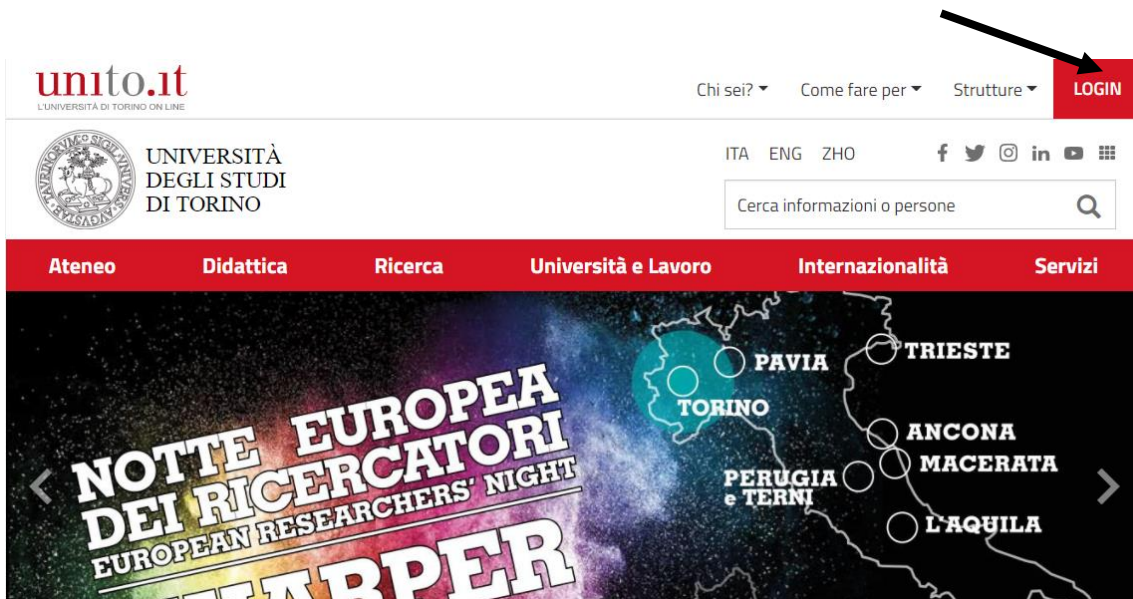 unito.it
L'UNIVERSITÀ DI TORINO ON LINE
Chi sei? Come fare per Strutture LOGIN
UNIVERSITÀ
DEGLI STUDI
DI TORINO
ITA ENG ZHO
Cerca informazioni o persone
Ateneo Didattica Ricerca Università e Lavoro Internazionalità Servizi
NOTTE EUROPEA
DEI RICERCATORI
EUROPEAN RESEARCHERS' NIGHT
TRIESTE
PAVIA
TORINO
ANCONA
MACERATA
PERUGIA
e TERNI
L'AQUILA